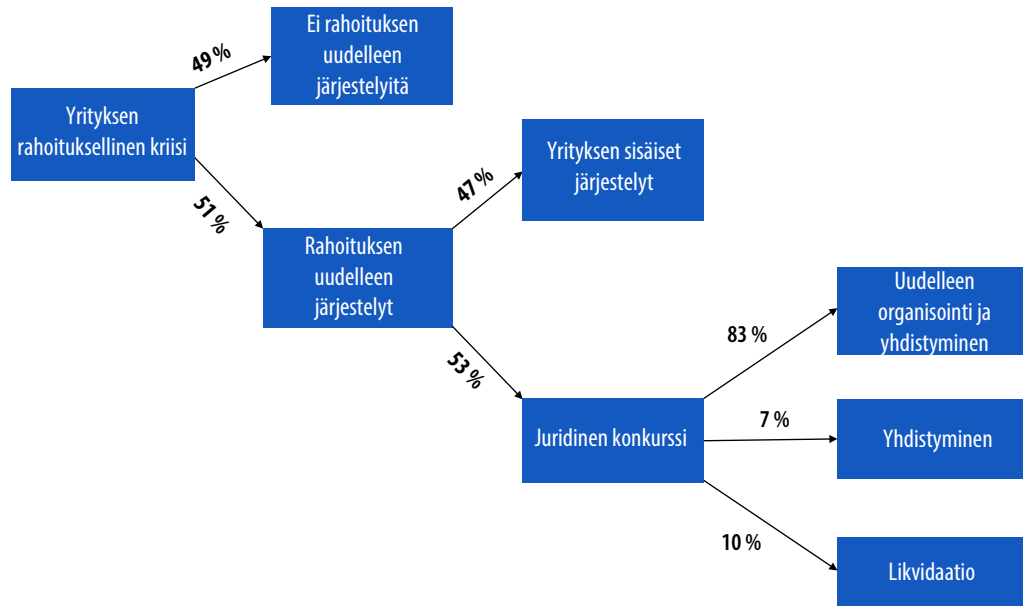 49 %
Ei rahoituksen
uudelleen
järjestelyitä
Yrityksen
rahoituksellinen kriisi
51 %
47 %
Yrityksen sisäiset
järjestelyt
Rahoituksen
uudelleen
järjestelyt
53 %
Uudelleen
organisointi ja
yhdistyminen
83 %
Juridinen konkurssi
7 %
Yhdistyminen
10 %
Likvidaatio